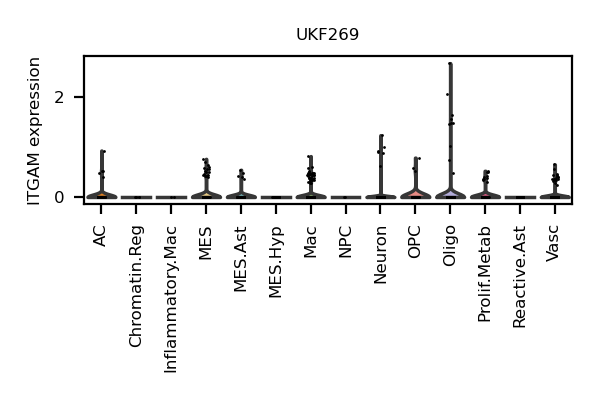 UKF269
ITGAM expression
2
0
AC
Chromatin.Reg
Inflammatory.Mac
MES
MES.Ast
MES.Hyp
Mac
NPC
Neuron
OPC
Oligo
Prolif.Metab
Reactive.Ast
Vasc